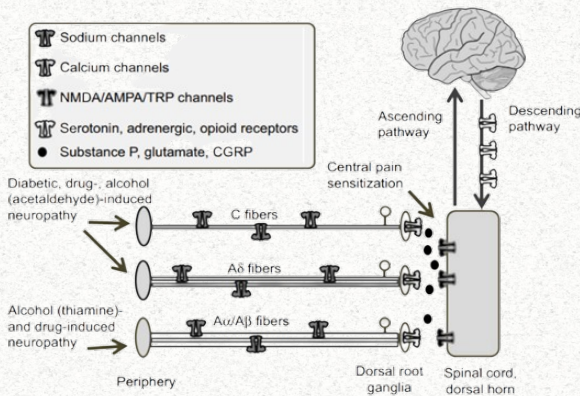 Sodium channels
Calcium channels
NMDA/AMPA/TRP channels
Serotonin, adrenergic, opioid receptors
Substance P, glutamate, CGRP
Ascending
pathway
Descending
pathway
Central pain
sensitization
Diabetic, drug-, alcohol
(acetaldehyde)-induced
neuropathy
C fibers
Aδ fibers
Alcohol (thiamine)-
and drug-induced
neuropathy
Aα/Aβ fibers
Periphery
Dorsal root
ganglia
Spinal cord,
dorsal horn